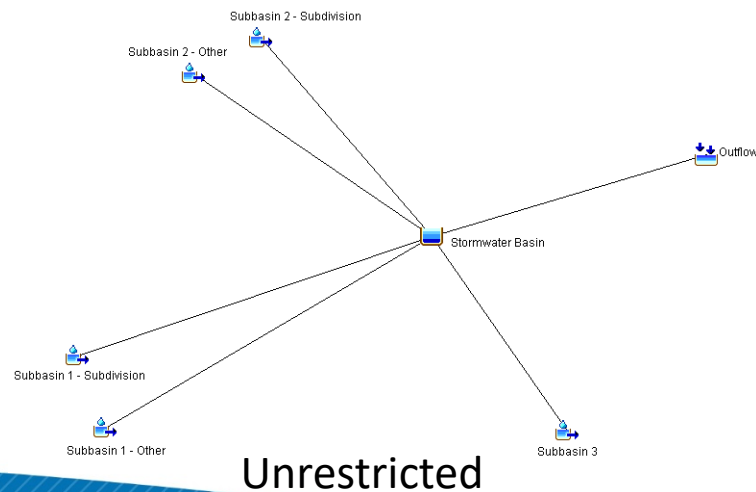 Subbasin 2 - Subdivision
Subbasin 2 - Other
Outflow
Stormwater Basin
Subbasin 1 - Subdivision
Subbasin 1 - Other
Subbasin 3
Unrestricted